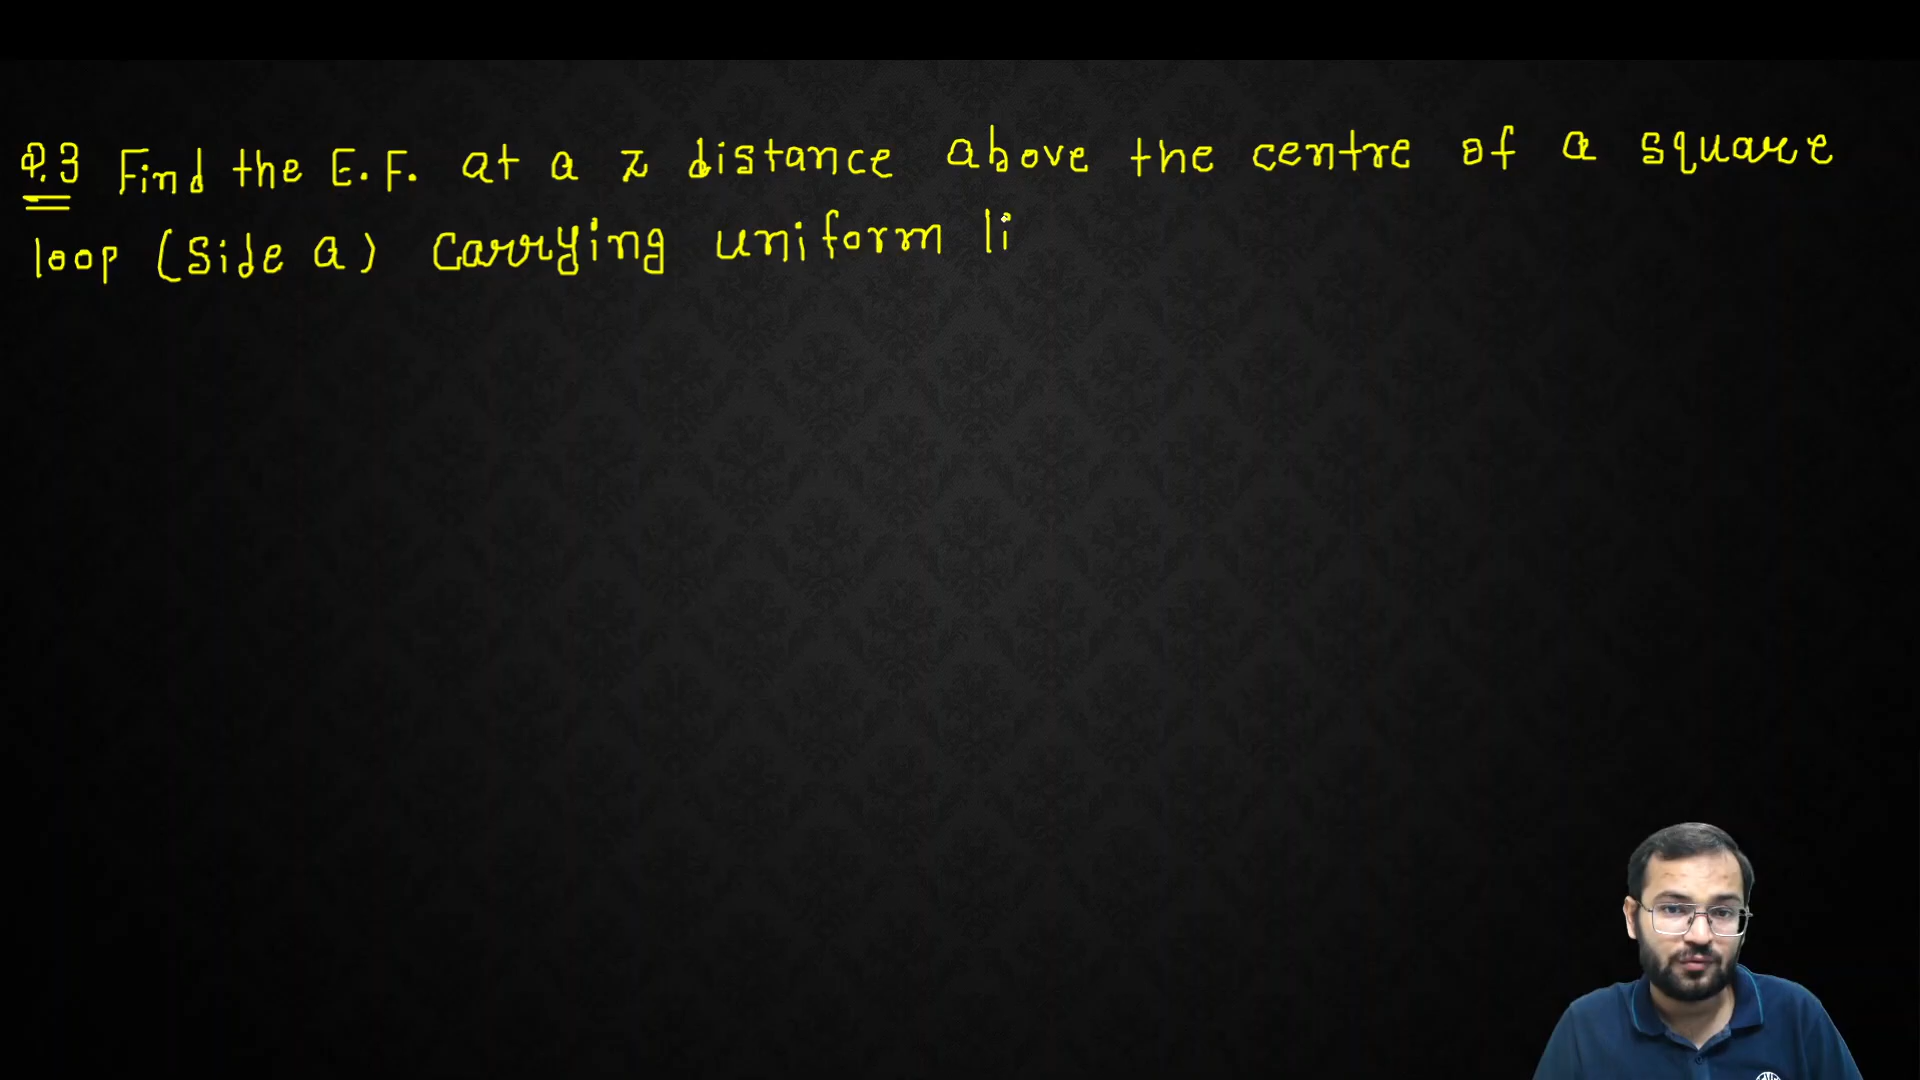 Q.3 Find the E.F. at a z distance above the centre of a square
loop (side a) carrying uniform li